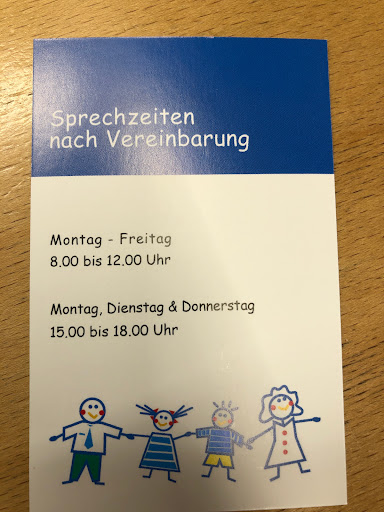 Sprechzeiten
nach Vereinbarung
Montag - Freitag
8.00 bis 12.00 Uhr
Montag, Dienstag & Donnerstag
15.00 bis 18.00 Uhr